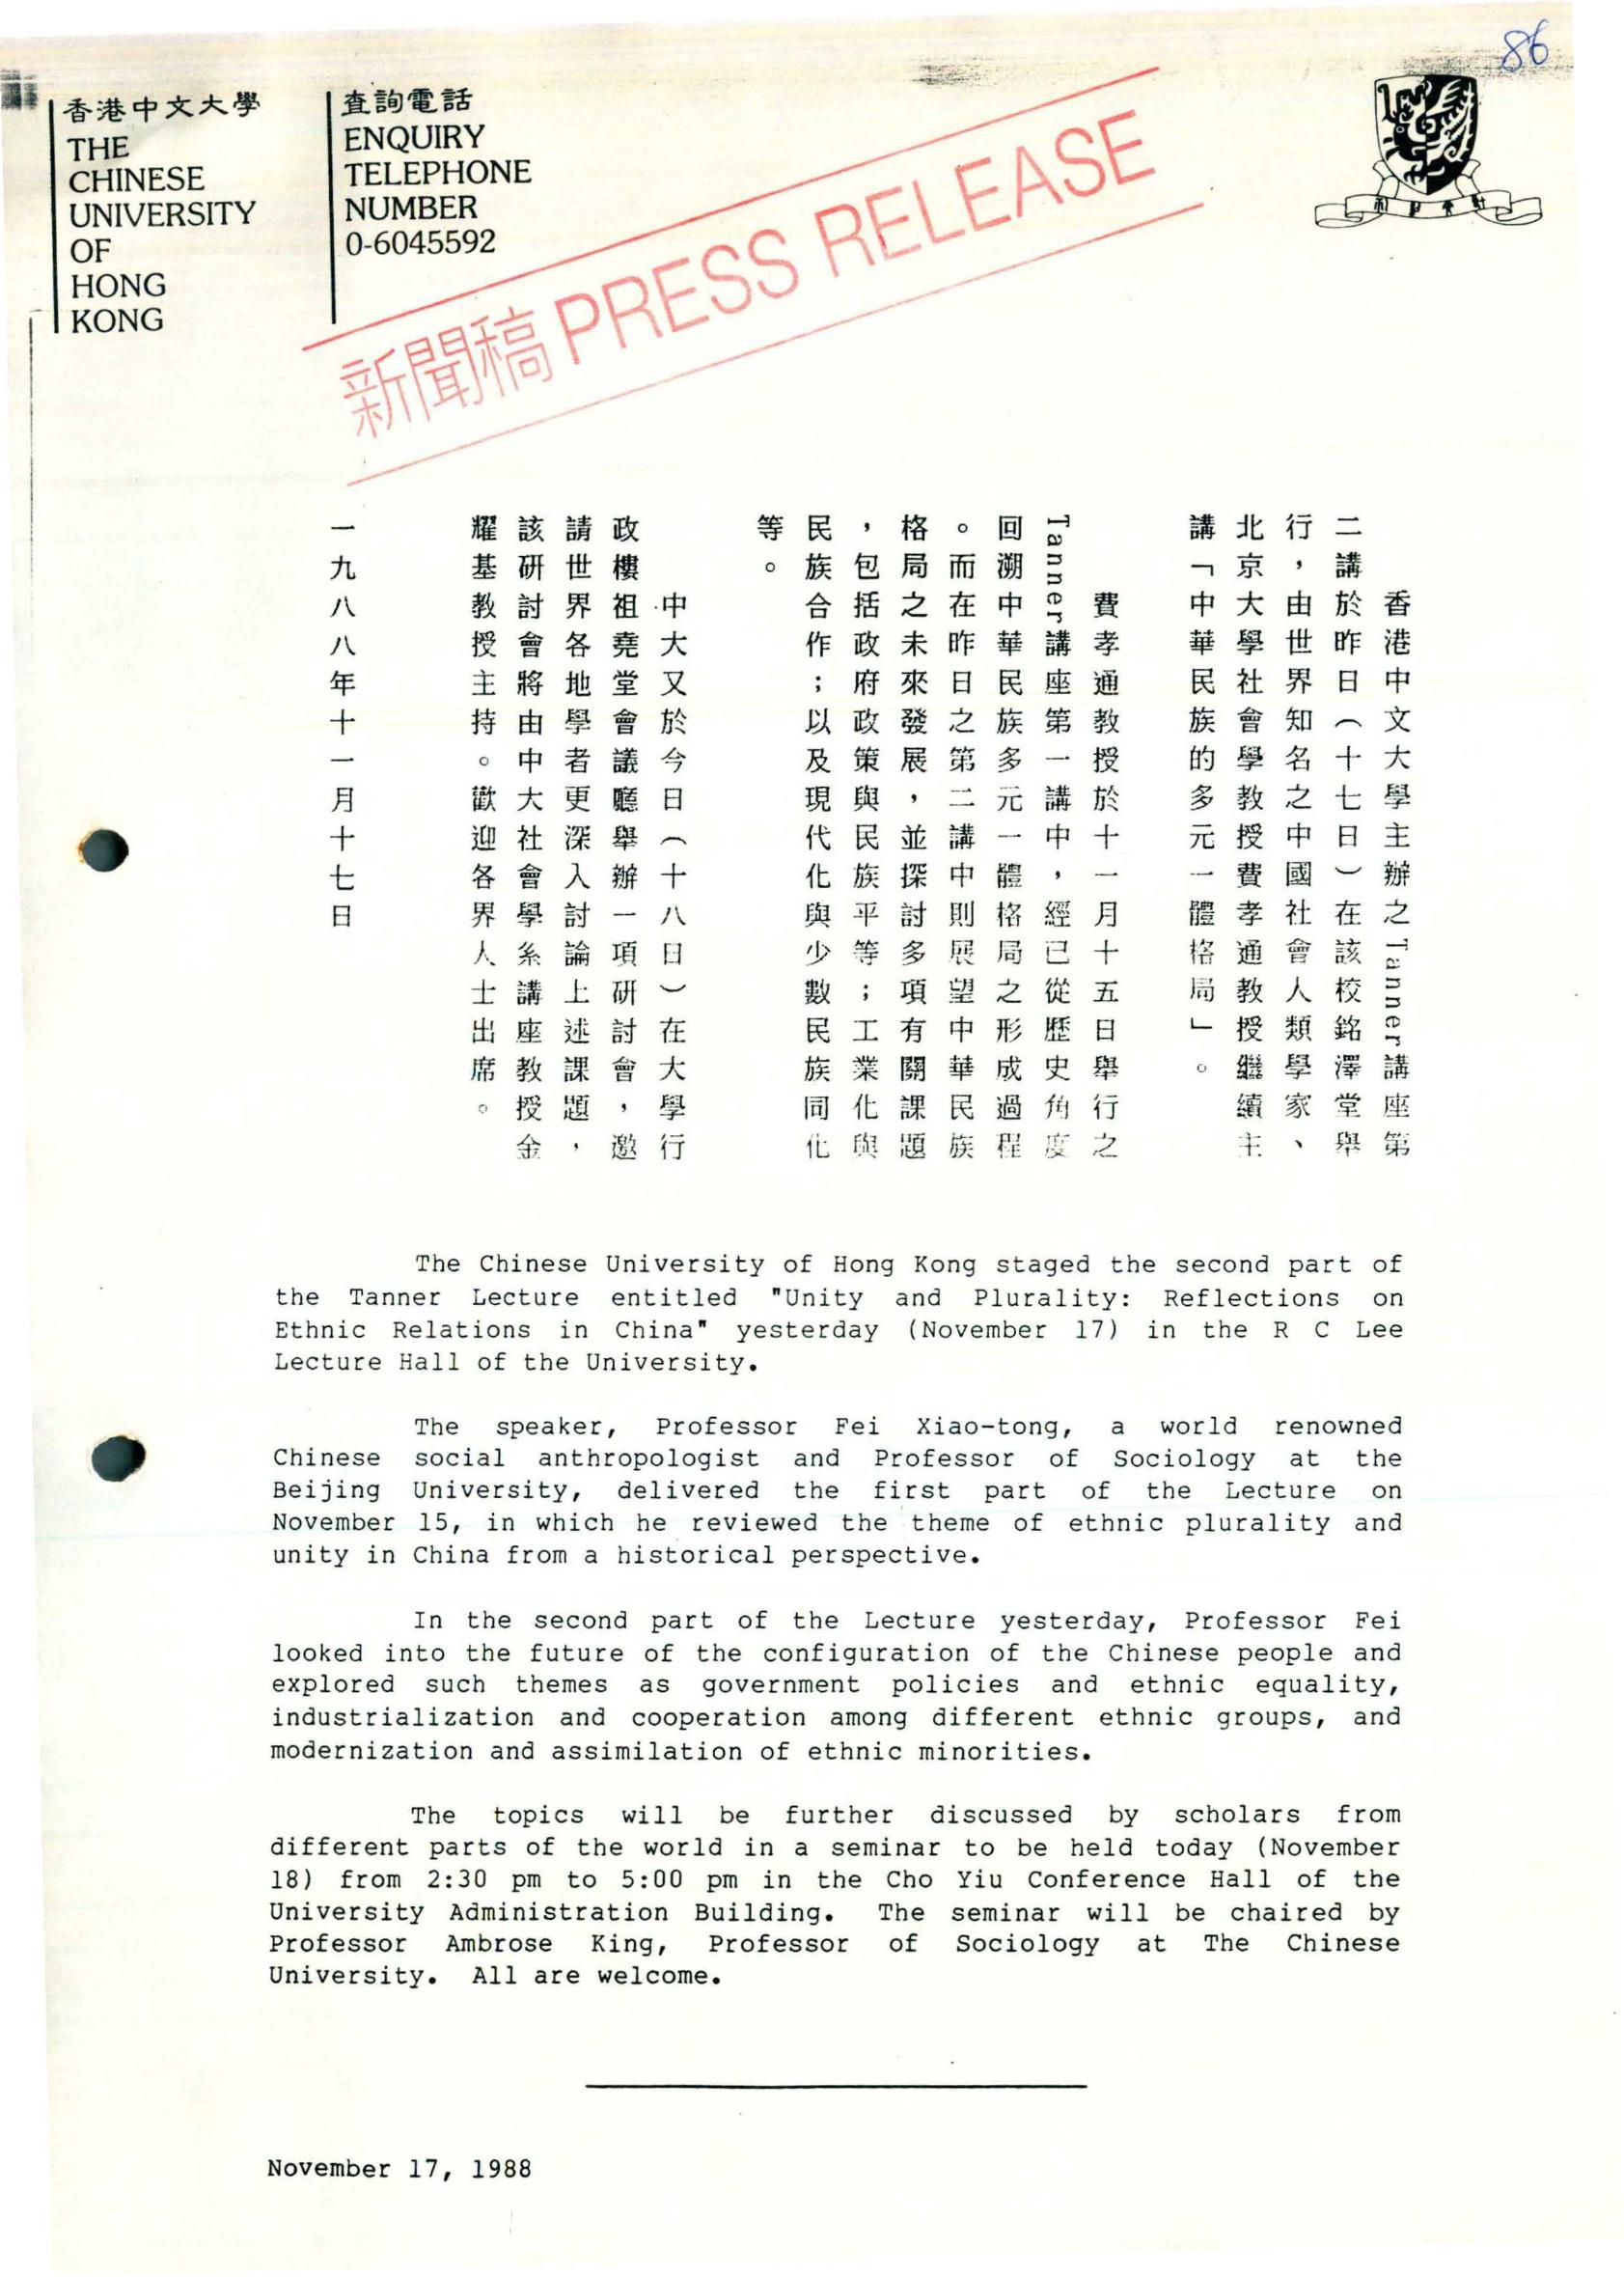 86
香港中文大學
THE
CHINESE
UNIVERSITY
OF
HONG
KONG
查詢電話
ENQUIRY
TELEPHONE
NUMBER
0-6045592
新聞稿 PRESS RELEASE
香港中文大學主辦之Tanner講座第
二講於昨日（十七日）在該校銘澤堂舉
行，由世界知名之中國社會人類學家、
北京大學社會學教授費孝通教授繼續主
講「中華民族的多元一體格局」。
費孝通教授於十一月十五日舉行之
Tanner講座第一講中，經已從歷史角度
回溯中華民族多元一體格局之形成過程
。而在昨日之第二講中則展望中華民族
格局之未來發展，並探討多項有關課題
，包括政府政策與民族平等；工業化與
民族合作；以及現代化與少數民族同化
等。
中大又於今日（十八日）在大學行
政樓祖堯堂會議廳舉辦一項研討會，邀
請世界各地學者更深入討論上述課題，
該研討會將由中大社會學系講座教授金
耀基教授主持。歡迎各界人士出席。
一九八八年十一月十七日
The Chinese University of Hong Kong staged the second part of
the Tanner Lecture entitled "Unity and Plurality: Reflections on
Ethnic Relations in China" yesterday (November 17) in the R C Lee
Lecture Hall of the University.
The speaker, Professor Fei Xiao-tong, a world renowned
Chinese social anthropologist and Professor of Sociology at the
Beijing University, delivered the first part of the Lecture on
November 15, in which he reviewed the theme of ethnic plurality and
unity in China from a historical perspective.
In the second part of the Lecture yesterday, Professor Fei
looked into the future of the configuration of the Chinese people and
explored such themes as government policies and ethnic equality,
industrialization and cooperation among different ethnic groups, and
modernization and assimilation of ethnic minorities.
The topics will be further discussed by scholars from
different parts of the world in a seminar to be held today (November
18) from 2:30 pm to 5:00 pm in the Cho Yiu Conference Hall of the
University Administration Building. The seminar will be chaired by
Professor Ambrose King, Professor of Sociology at The Chinese
University. All are welcome.
November 17, 1988